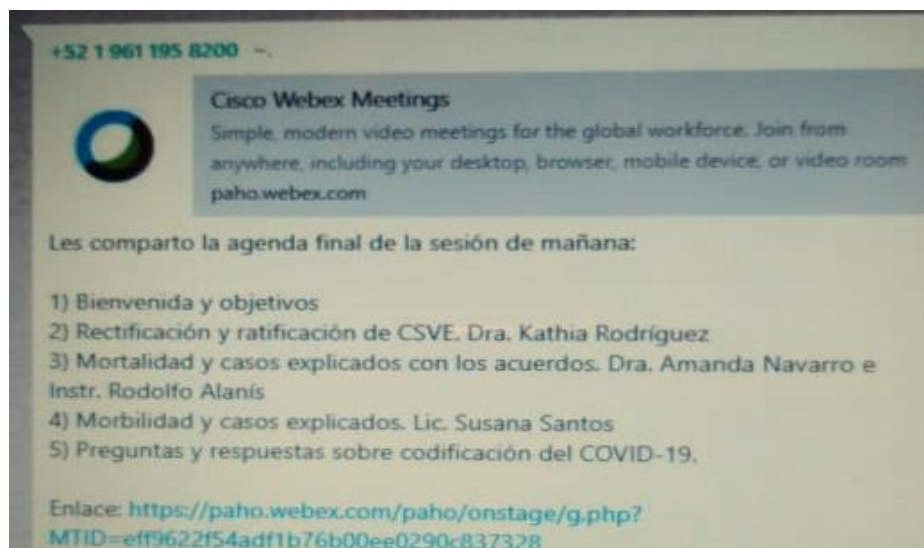 +52 1 961 195 8200 ~.
Cisco Webex Meetings
Simple, modern video meetings for the global workforce. Join from
anywhere, including your desktop, browser, mobile device, or video room
paho.webex.com
Les comparto la agenda final de la sesión de mañana:
1) Bienvenida y objetivos
2) Rectificación y ratificación de CSVE. Dra. Kathia Rodríguez
3) Mortalidad y casos explicados con los acuerdos. Dra. Amanda Navarro e
Instr. Rodolfo Alanís
4) Morbilidad y casos explicados. Lic. Susana Santos
5) Preguntas y respuestas sobre codificación del COVID-19.
Enlace: https://paho.webex.com/paho/onstage/g.php?
MTID=eff9622f54adf1b76b00ee0290c837328